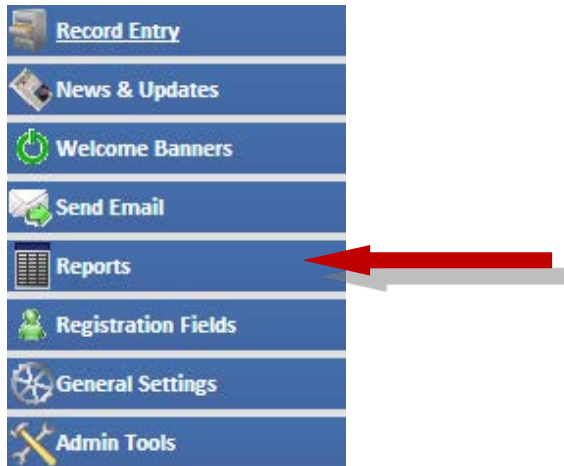 Record Entry
News & Updates
Welcome Banners
Send Email
Reports
Registration Fields
General Settings
Admin Tools